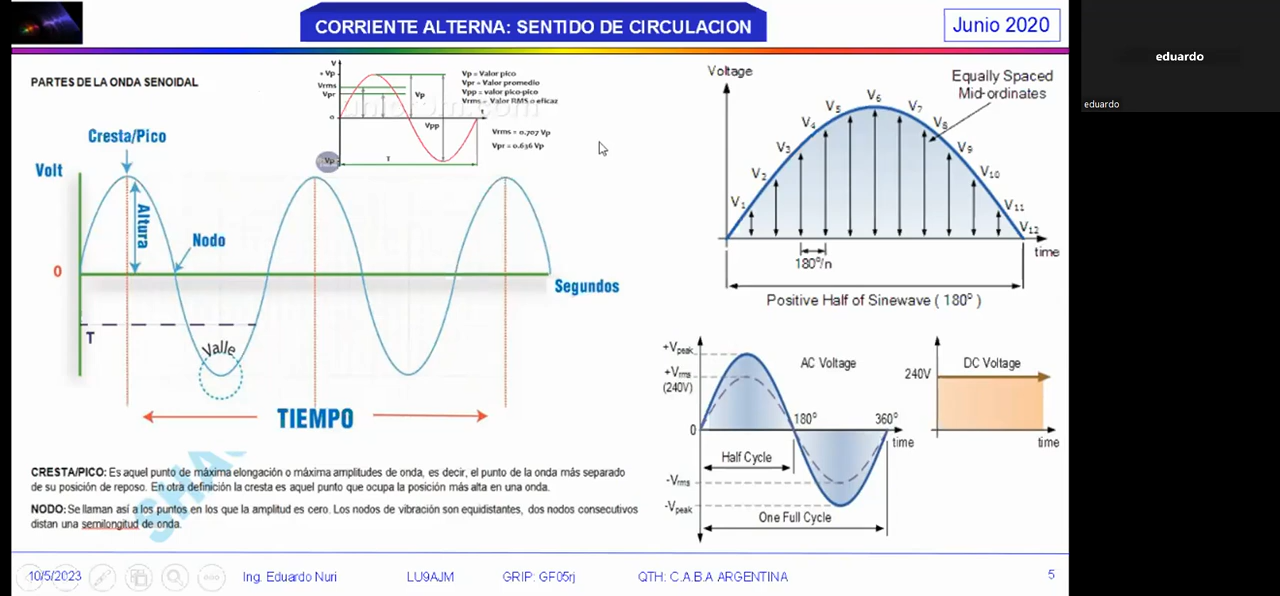 CORRIENTE ALTERNA: SENTIDO DE CIRCULACION
Junio 2020
eduardo
eduardo
PARTES DE LA ONDA SENOIDAL
V
+Vp
Vrms
Vpr
0
Vp
Vpp
t
-Vp
T
Vp = Valor pico
Vpr = Valor promedio
Vpp = valor pico-pico
Vrms = Valor RMS o eficaz
Vrms = 0.707 Vp
Vpr = 0.636 Vp
Cresta/Pico
Volt
Altura
Nodo
0
Segundos
T
Valle
TIEMPO
Voltage
Equally Spaced
Mid-ordinates
V1
V2
V3
V4
V5
V6
V7
V8
V9
V10
V11
V12
time
180°/n
Positive Half of Sinewave ( 180° )
+Vpeak
+Vrms
(240V)
0
-Vrms
-Vpeak
AC Voltage
180°
360°
time
Half Cycle
One Full Cycle
DC Voltage
240V
time
CRESTA/PICO: Es aquel punto de máxima elongación o máxima amplitudes de onda, es decir, el punto de la onda más separado
de su posición de reposo. En otra definición la cresta es aquel punto que ocupa la posición más alta en una onda.
NODO: Se llaman así a los puntos en los que la amplitud es cero. Los nodos de vibración son equidistantes, dos nodos consecutivos
distan una semilongitud de onda.
10/5/2023
Ing. Eduardo Nuri
LU9AJM
GRIP: GF05rj
QTH: C.A.B.A ARGENTINA
5